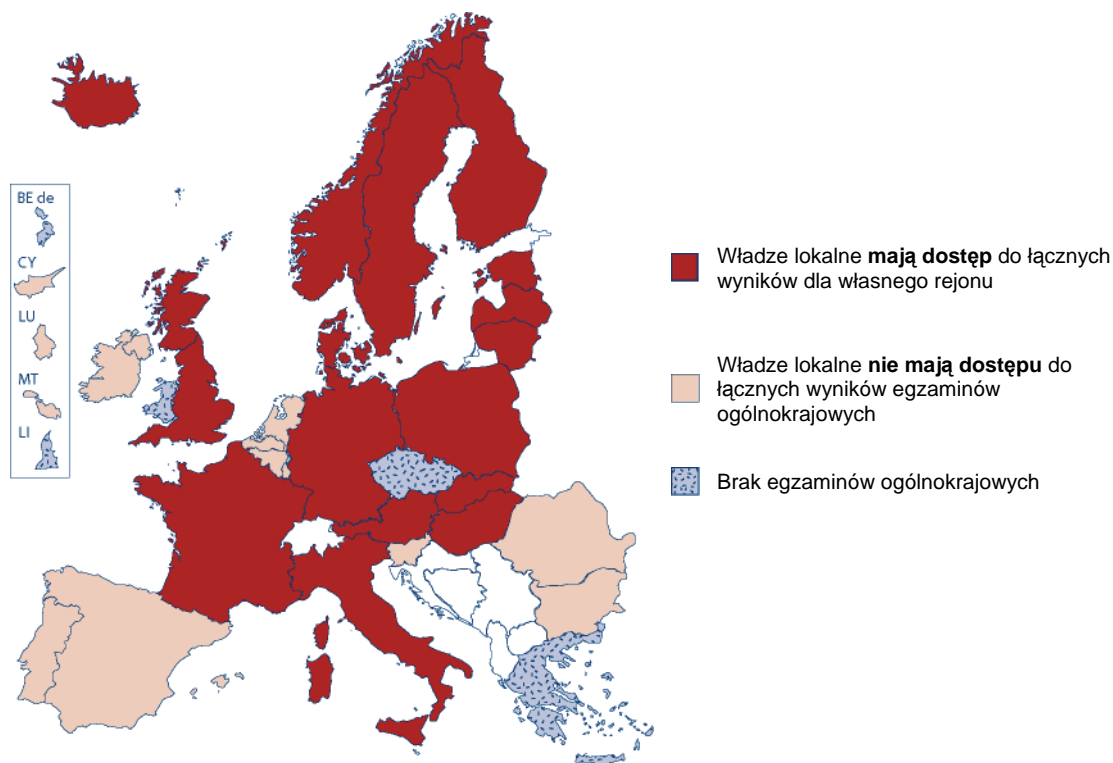 BE de
CY
LU
MT
LI
Władze lokalne mają dostęp do łącznych
wyników dla własnego rejonu
Władze lokalne nie mają dostępu do
łącznych wyników egzaminów
ogólnokrajowych
Brak egzaminów ogólnokrajowych